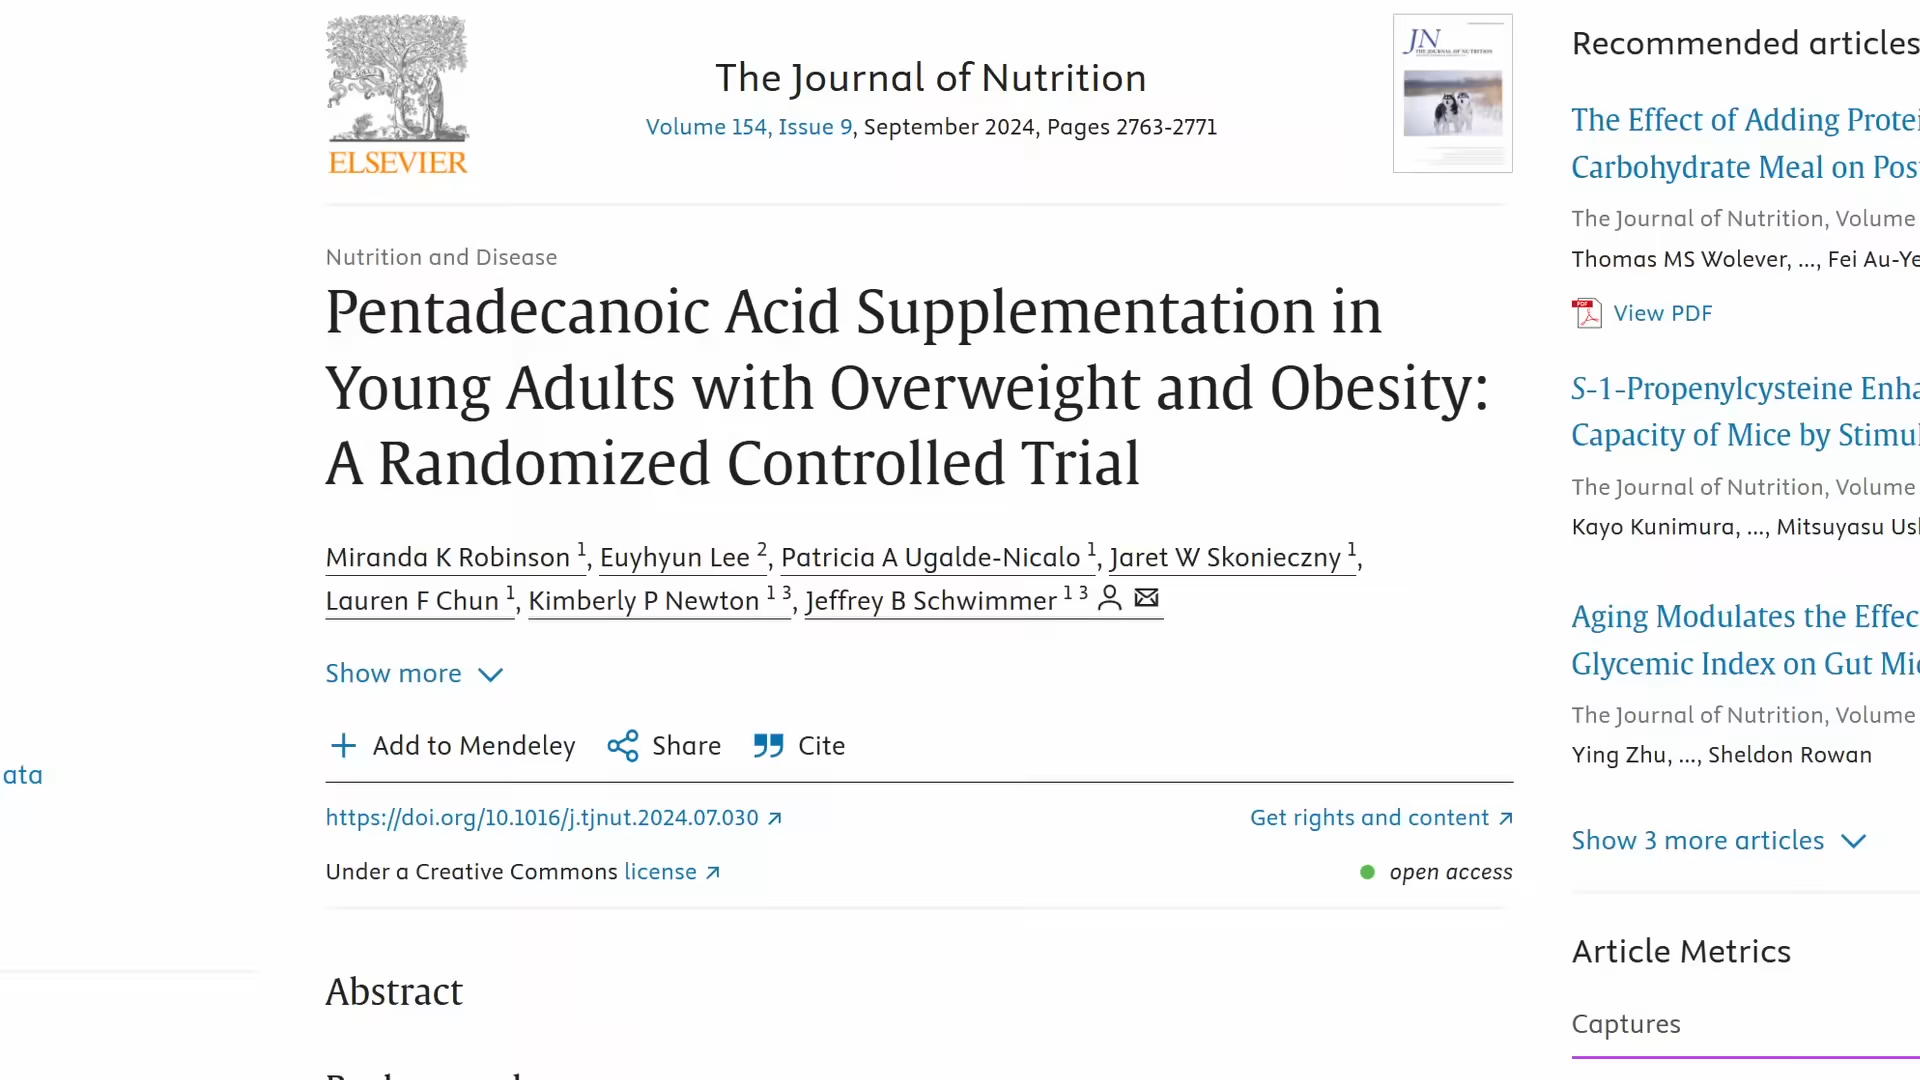 ELSEVIER
The Journal of Nutrition
Volume 154, Issue 9, September 2024, Pages 2763-2771
JN
THE JOURNAL OF NUTRITION
Nutrition and Disease
Pentadecanoic Acid Supplementation in
Young Adults with Overweight and Obesity:
A Randomized Controlled Trial
Miranda K Robinson 1, Euyhyun Lee 2, Patricia A Ugalde-Nicalo 1, Jaret W Skonieczny 1,
Lauren F Chun 1, Kimberly P Newton 1 3, Jeffrey B Schwimmer 1 3
Show more
Add to Mendeley Share Cite
https://doi.org/10.1016/j.tjnut.2024.07.030 Get rights and content
Under a Creative Commons license open access
Abstract
ata
Recommended articles
The Effect of Adding Protei
Carbohydrate Meal on Pos
The Journal of Nutrition, Volume
Thomas MS Wolever, ..., Fei Au-Ye
PDF View PDF
S-1-Propenylcysteine Enha
Capacity of Mice by Stimul
The Journal of Nutrition, Volume
Kayo Kunimura, ..., Mitsuyasu Ush
Aging Modulates the Effec
Glycemic Index on Gut Mic
The Journal of Nutrition, Volume
Ying Zhu, ..., Sheldon Rowan
Show 3 more articles
Article Metrics
Captures